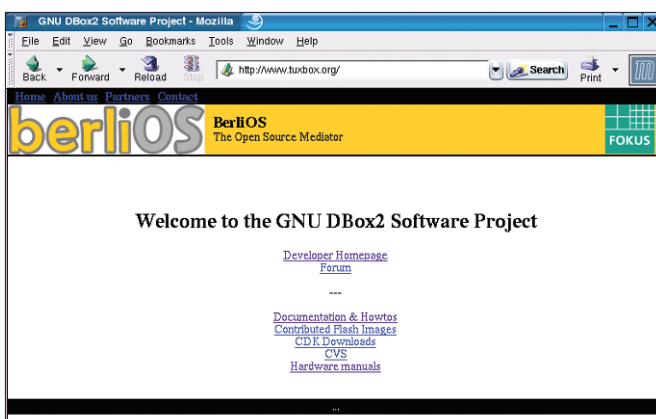 GNU DBox2 Software Project - Mozilla
File Edit View Go Bookmarks Tools Window Help
Back Forward Reload Stop http://www.tuxbox.org/ Search Print
Home About us Partners Contact
berliOS
BerliOS
The Open Source Mediator
FOKUS
Welcome to the GNU DBox2 Software Project
Developer Homepage
Forum
---
Documentation & Howtos
Contributed Flash Images
CDK Downloads
CVS
Hardware manuals
...